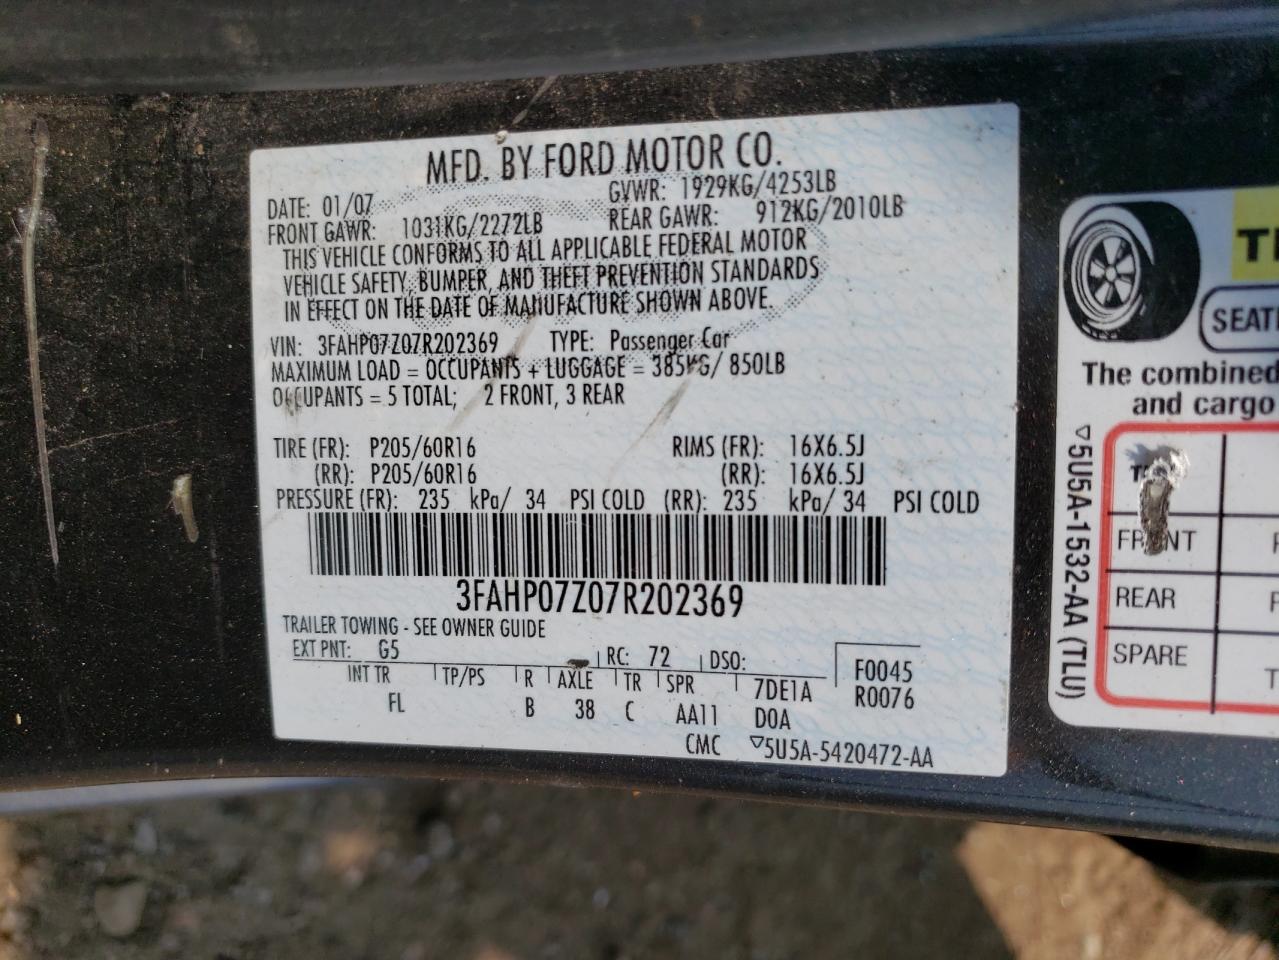 MFD. BY FORD MOTOR CO.
DATE: 01/07 GVWR: 1929KG/4253LB
FRONT GAWR: 1031KG/2272LB REAR GAWR: 912KG/2010LB
THIS VEHICLE CONFORMS TO ALL APPLICABLE FEDERAL MOTOR
VEHICLE SAFETY, BUMPER, AND THEFT PREVENTION STANDARDS
IN EFFECT ON THE DATE OF MANUFACTURE SHOWN ABOVE.
VIN: 3FAHP07Z07R202369 TYPE: Passenger Car
MAXIMUM LOAD = OCCUPANTS + LUGGAGE = 385KG/ 850LB
OCCUPANTS = 5 TOTAL; 2 FRONT, 3 REAR
TIRE (FR): P205/60R16 RIMS (FR): 16X6.5J
(RR): P205/60R16 (RR): 16X6.5J
PRESSURE (FR): 235 kPa/ 34 PSI COLD (RR): 235 kPa/ 34 PSI COLD
3FAHP07Z07R202369
TRAILER TOWING - SEE OWNER GUIDE
EXT PNT: G5 RC: 72 DSO: F0045
INT TR TP/PS R AXLE TR SPR 7DE1A R0076
FL B 38 C AA11 D0A
CMC ▽5U5A-5420472-AA
SEATI
The combined
and cargo
FRONT
REAR
SPARE
▽5U5A-1532-AA (TLU)